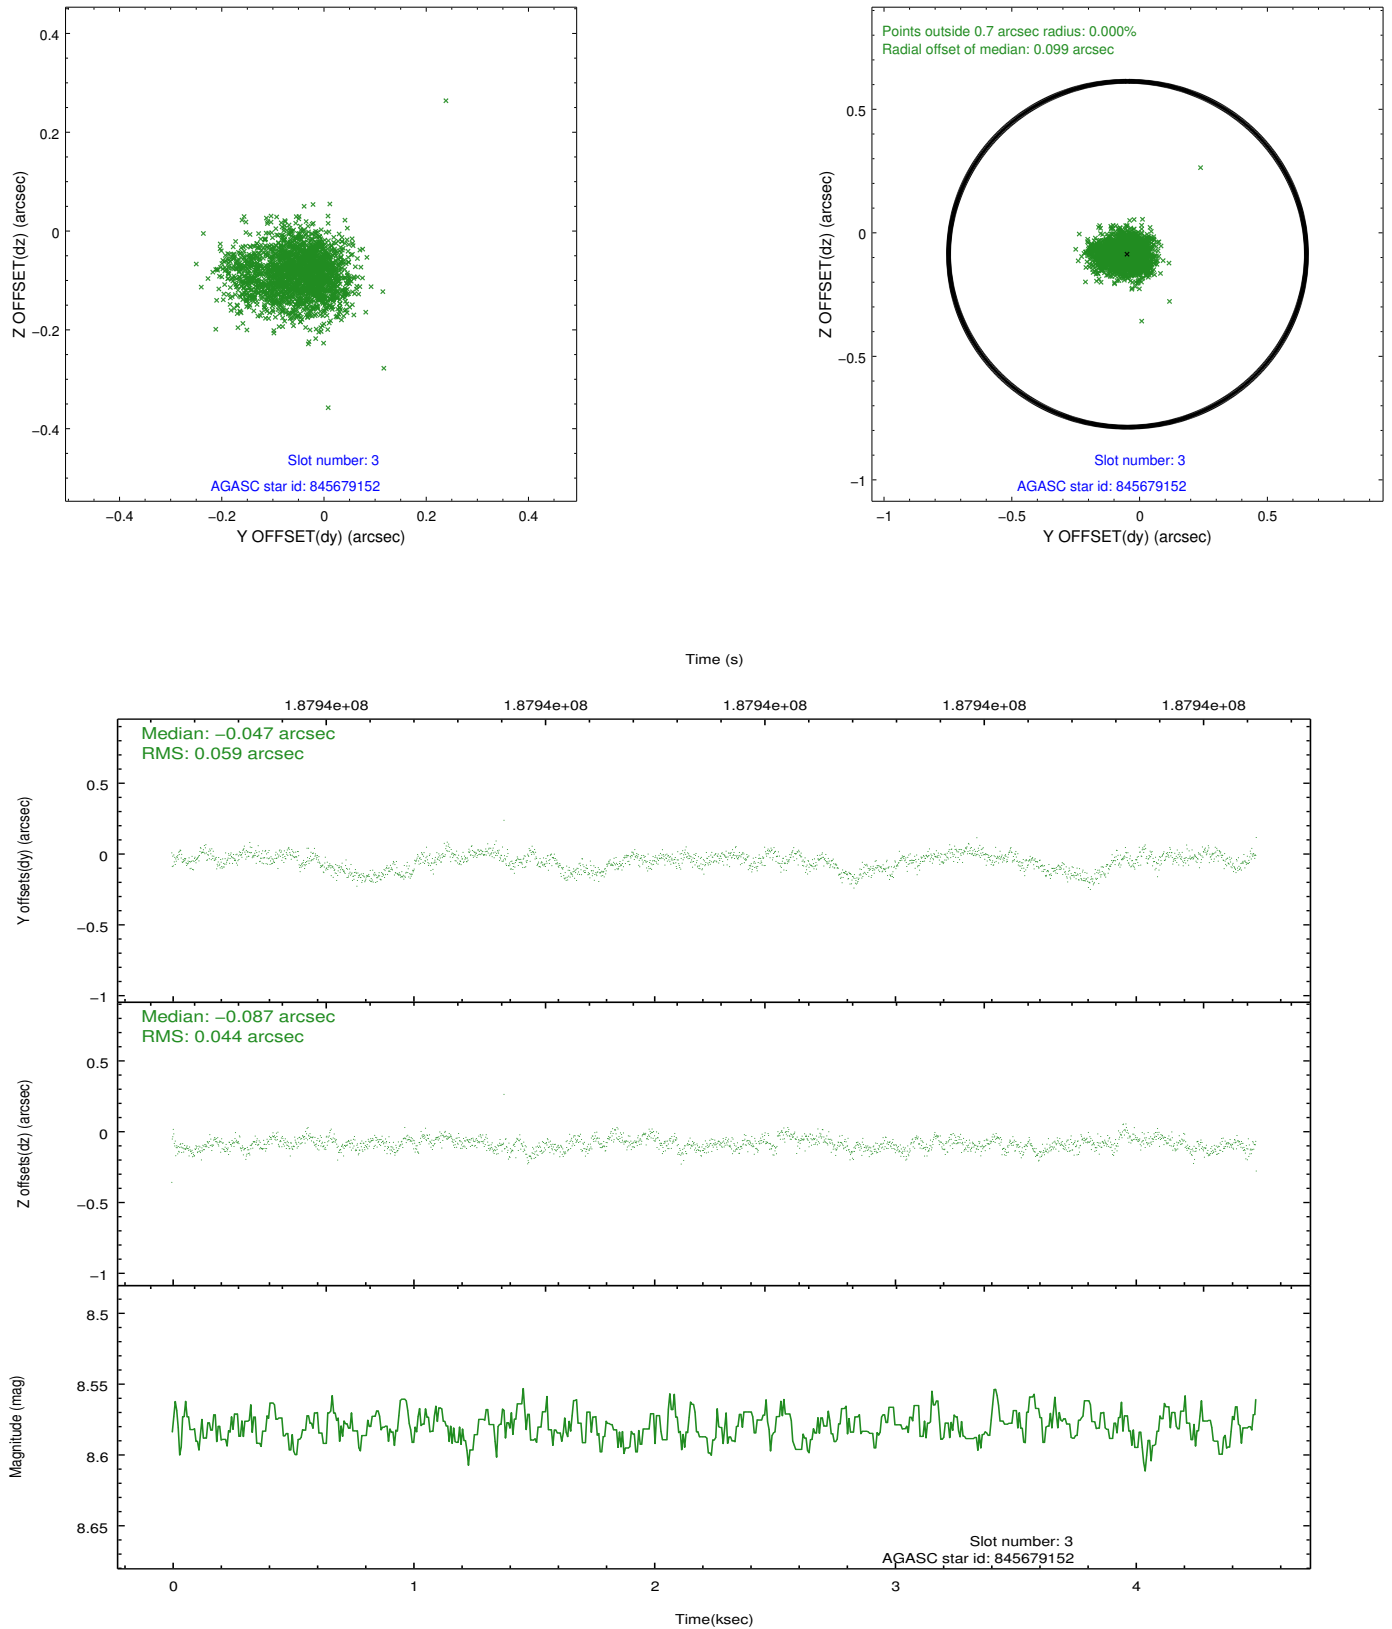 0.4
0.2
0
−0.2
−0.4
Z OFFSET(dz) (arcsec)
Slot number: 3
AGASC star id: 845679152
−0.4
−0.2
0
0.2
0.4
Y OFFSET(dy) (arcsec)
Points outside 0.7 arcsec radius: 0.000%
Radial offset of median: 0.099 arcsec
0.5
0
−0.5
−1
Z OFFSET(dz) (arcsec)
Slot number: 3
AGASC star id: 845679152
−1
−0.5
0
0.5
Y OFFSET(dy) (arcsec)
Time (s)
1.8794e+08
1.8794e+08
1.8794e+08
1.8794e+08
1.8794e+08
Median: −0.047 arcsec
RMS: 0.059 arcsec
0.5
0
−0.5
−1
Y offsets(dy) (arcsec)
Median: −0.087 arcsec
RMS: 0.044 arcsec
0.5
0
−0.5
−1
Z offsets(dz) (arcsec)
8.5
8.55
8.6
8.65
Magnitude (mag)
Slot number: 3
AGASC star id: 845679152
0
1
2
3
4
Time(ksec)